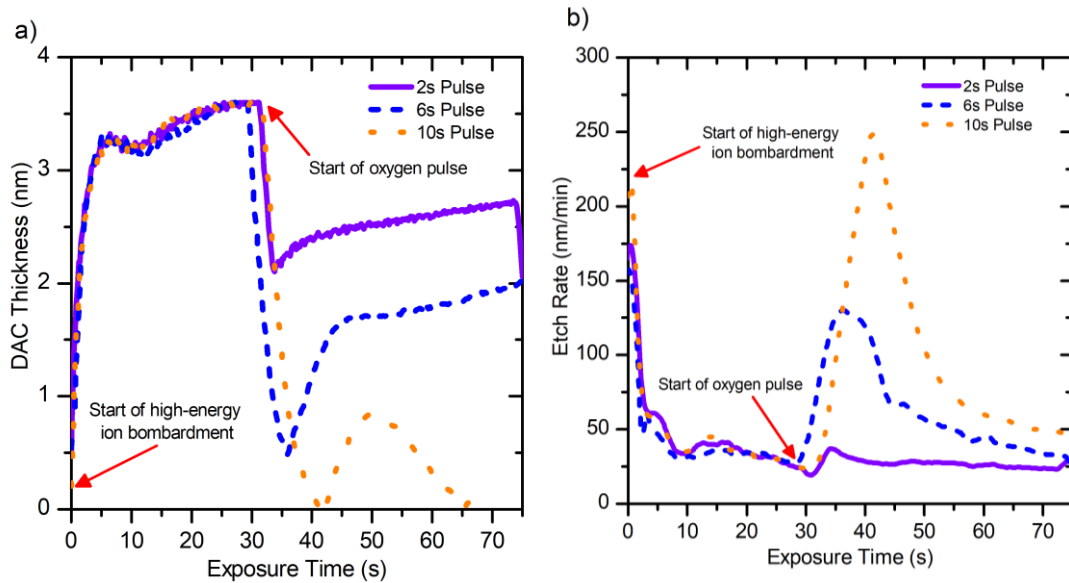 a)
DAC Thickness (nm)
4
3
2
1
0
2s Pulse
6s Pulse
10s Pulse
Start of oxygen pulse
Start of high-energy
ion bombardment
0 10 20 30 40 50 60 70
Exposure Time (s)
b)
Etch Rate (nm/min)
300
250
200
150
100
50
0
2s Pulse
6s Pulse
10s Pulse
Start of high-energy
ion bombardment
Start of oxygen pulse
0 10 20 30 40 50 60 70
Exposure Time (s)